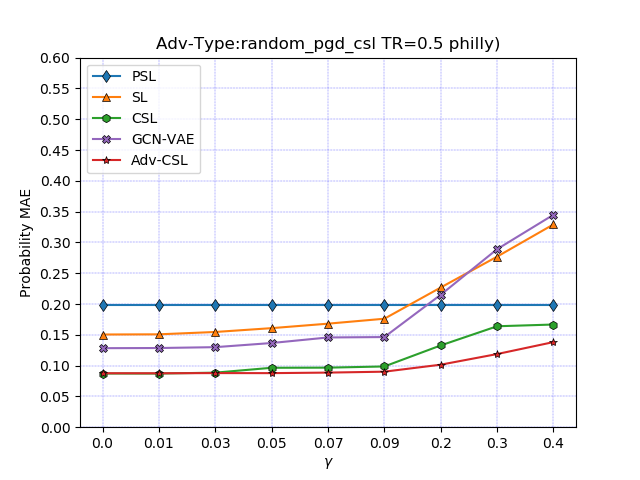 Adv-Type:random_pgd_csl TR=0.5 philly)
Probability MAE
0.60
0.55
0.50
0.45
0.40
0.35
0.30
0.25
0.20
0.15
0.10
0.05
0.00
PSL
SL
CSL
GCN-VAE
Adv-CSL
0.0 0.01 0.03 0.05 0.07 0.09 0.2 0.3 0.4
γ